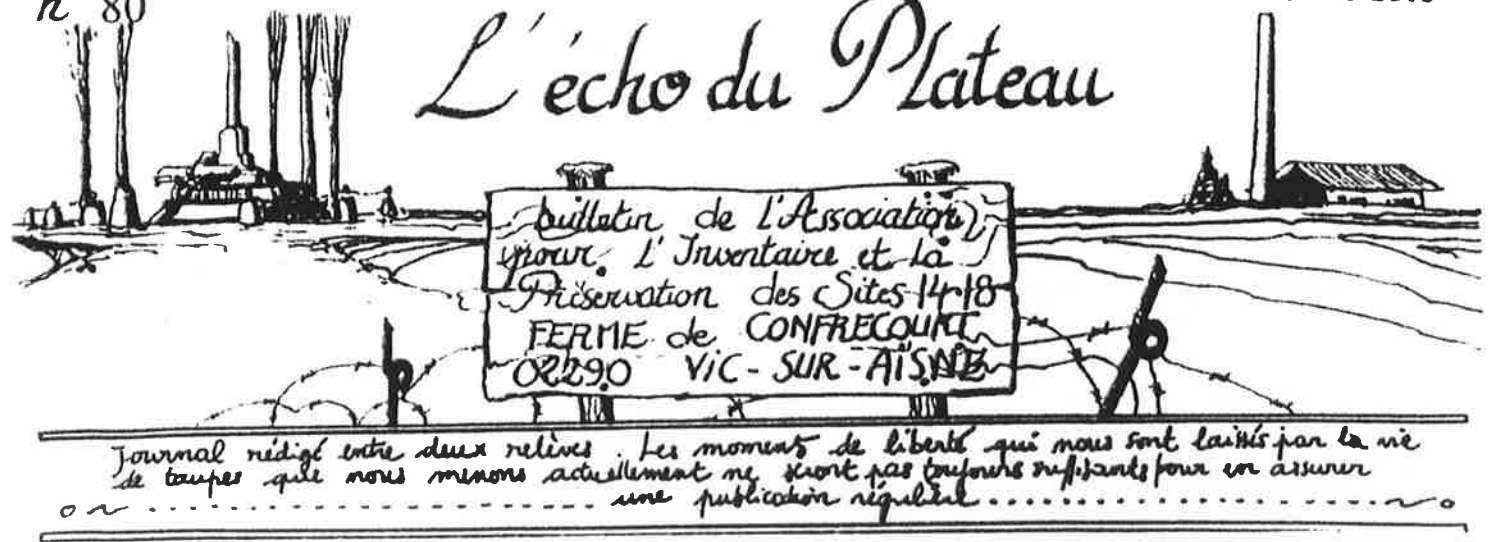 n° 80
L'écho du Plateau
bulletin de l'Association
pour l'Inventaire et la
Préservation des Sites 14-18
FERME de CONFRECOURT
02290 VIC-SUR-AISNE
Journal rédigé entre deux relèves. Les moments de liberté qui nous sont laissés par la vie
de taupes que nous menons actuellement ne seront pas toujours suffisants pour en assurer
une publication régulière